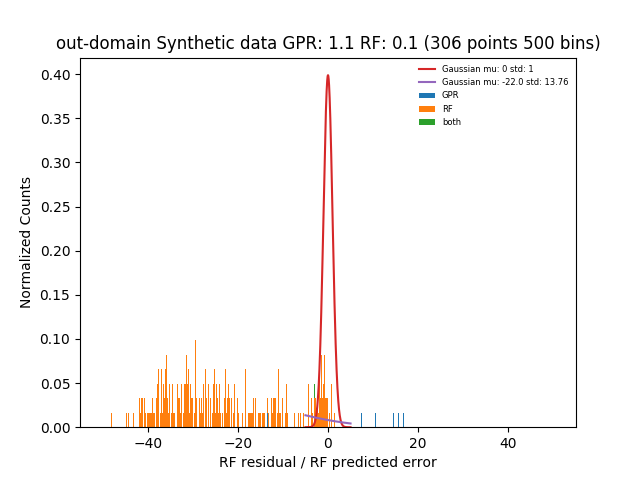 out-domain Synthetic data GPR: 1.1 RF: 0.1 (306 points 500 bins)
Gaussian mu: 0 std: 1
Gaussian mu: -22.0 std: 13.76
GPR
RF
both
Normalized Counts
0.40
0.35
0.30
0.25
0.20
0.15
0.10
0.05
0.00
−40
−20
0
20
40
RF residual / RF predicted error